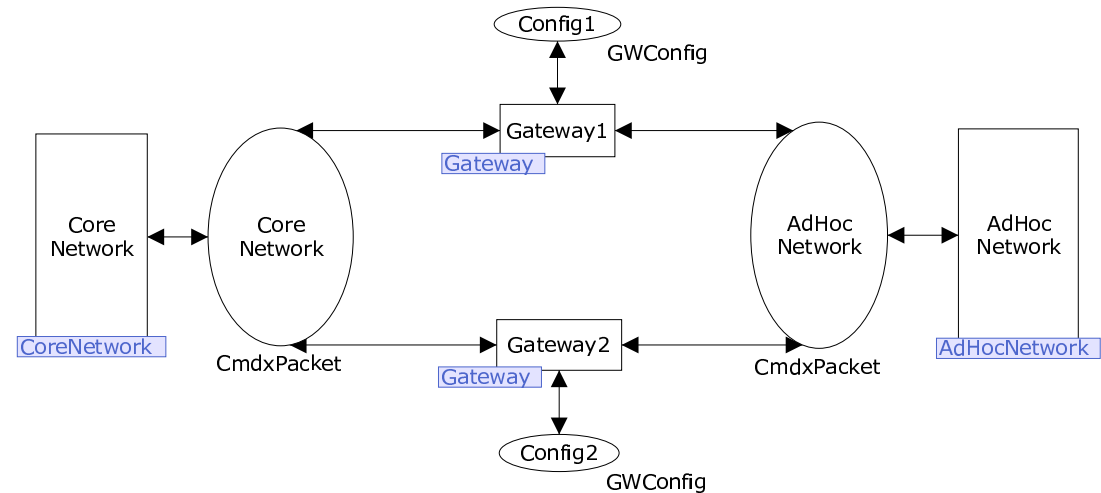 Config1
GWConfig
Gateway1
Gateway
Core
Network
Core
Network
AdHoc
Network
AdHoc
Network
CoreNetwork
CmdxPacket
Gateway2
Gateway
CmdxPacket
AdHocNetwork
Config2
GWConfig